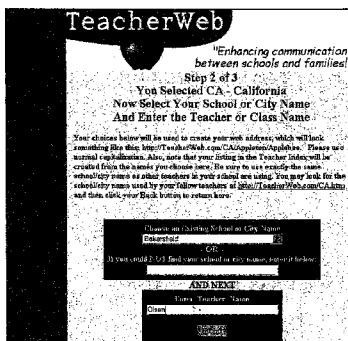 TeacherWeb
"Enhancing communication
between schools and families!
Step 2 of 3
You Selected CA - California
Now Select Your School or City Name
And Enter the Teacher or Class Name
Your choices below will be used to create your web address, which will look
something like this: http://TeacherWeb.com/CA/Appleton/Applebee. Please use
normal capitalization. Also, note that your listing in the Teacher Index will be
created from the names you choose here. Be sure to use exactly the same
school/city name as other teachers in your school are using. You may look for the
school/city name used by your fellow teachers at http://TeacherWeb.com/CA.htm
and then click your Back button to return here.
Choose an Existing School or City Name
Bakersfield
- OR -
If you could NOT find your school or city name, enter it below:
AND NEXT
Enter Teacher Name
Olsen